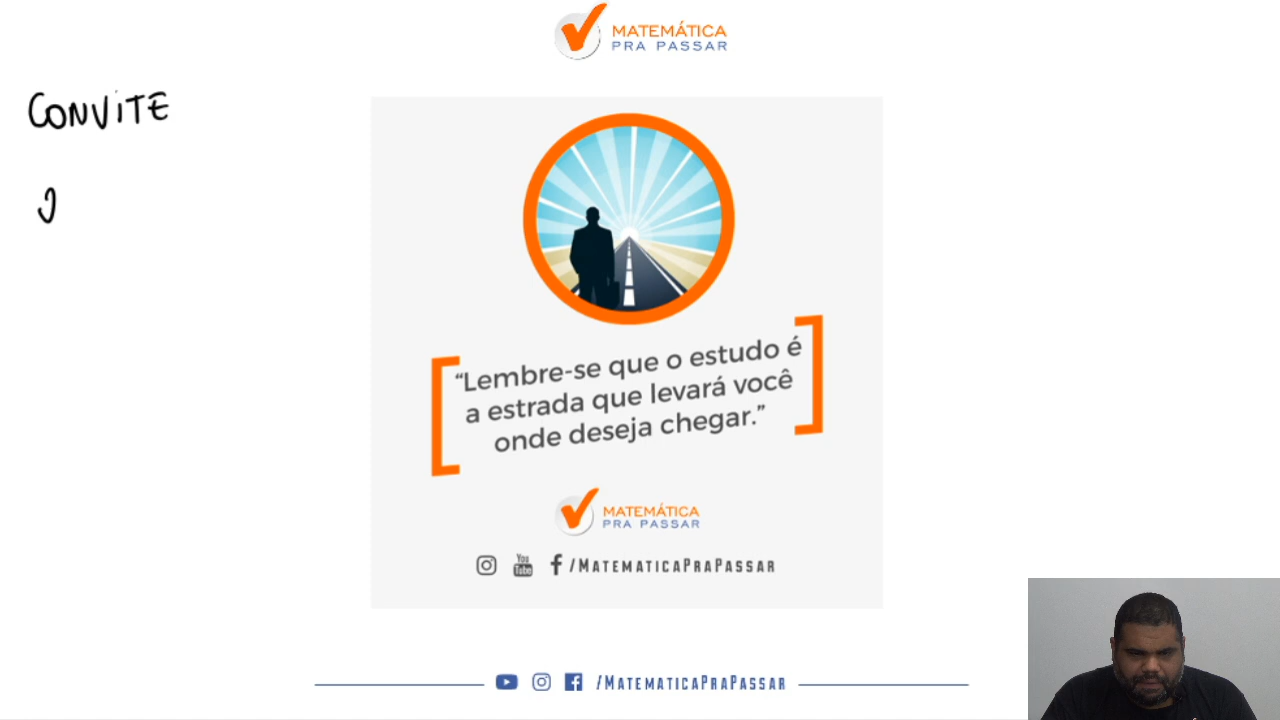 MATEMÁTICA
PRA PASSAR
CONVITE
“Lembre-se que o estudo é
a estrada que levará você
onde deseja chegar.”
MATEMÁTICA
PRA PASSAR
You
Tube
/MATEMATICAPRAPASSAR
/MATEMATICAPRAPASSAR